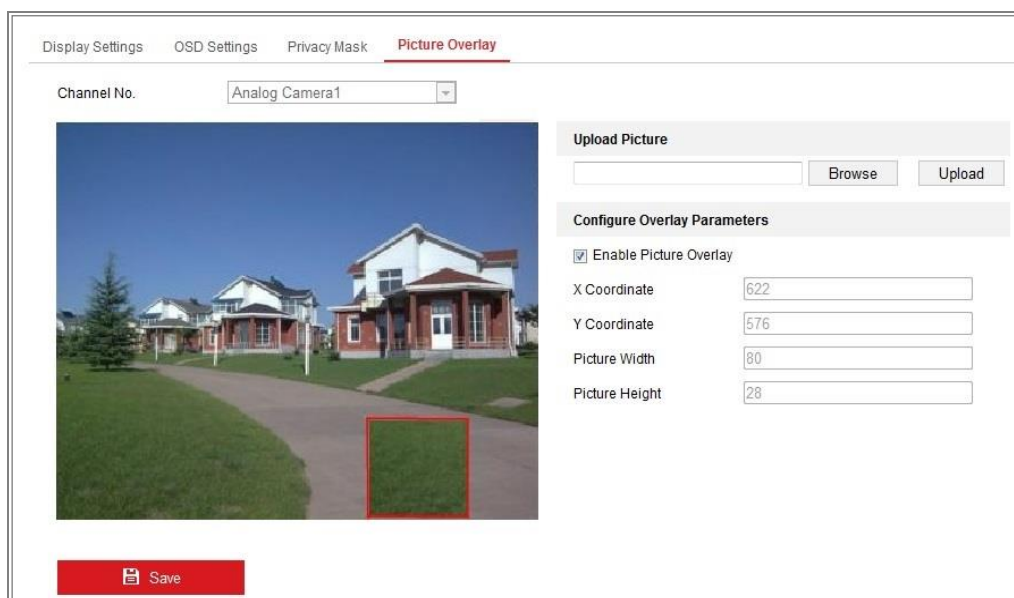 Display Settings OSD Settings Privacy Mask Picture Overlay
Channel No. Analog Camera1
Upload Picture
Browse Upload
Configure Overlay Parameters
Enable Picture Overlay
X Coordinate 622
Y Coordinate 576
Picture Width 80
Picture Height 28
Save